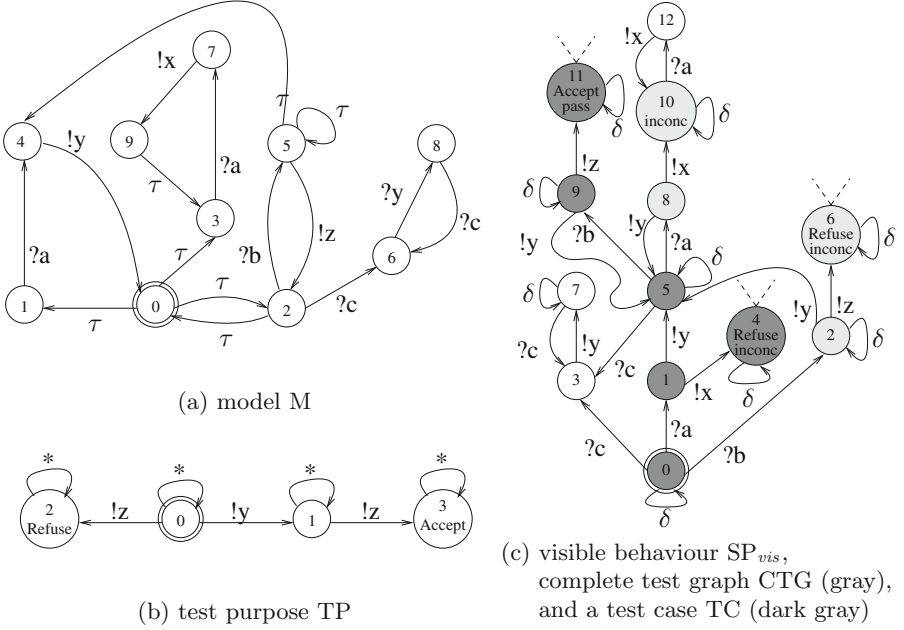 7
!x
τ
τ
4
!y
9
5
8
τ
?a
3
?y
?a
τ
?b
!z
?c
6
τ
1
0
2
?c
τ
τ
(a) model M
*
*
*
*
2
Refuse
!z
0
!y
1
!z
3
Accept
(b) test purpose TP
12
!x
?a
11
Accept
pass
δ
10
inconc
δ
!z
!x
δ
9
8
6
Refuse
inconc
δ
!y
?b
!y
?a
δ
δ
7
5
!y
!z
?c
!y
?c
!y
4
Refuse
inconc
2
δ
3
1
!x
δ
?c
?a
?b
0
δ
(c) visible behaviour SPvis,
complete test graph CTG (gray),
and a test case TC (dark gray)